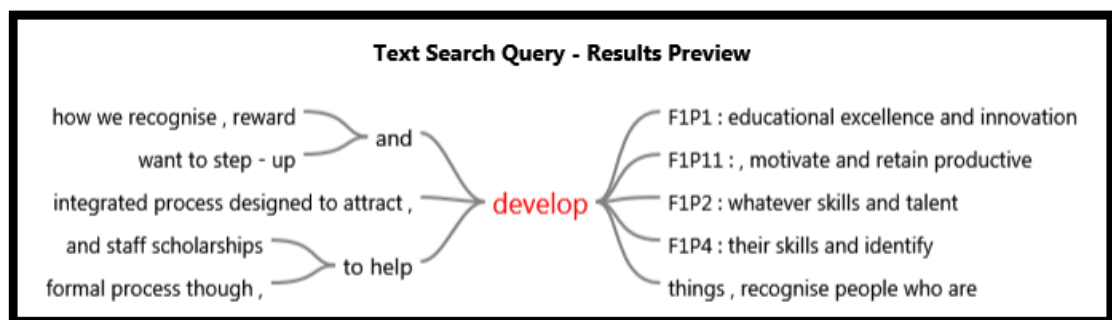 Text Search Query - Results Preview
how we recognise , reward
want to step - up
and
integrated process designed to attract ,
and staff scholarships
formal process though ,
to help
develop
F1P1 : educational excellence and innovation
F1P11 : , motivate and retain productive
F1P2 : whatever skills and talent
F1P4 : their skills and identify
things , recognise people who are